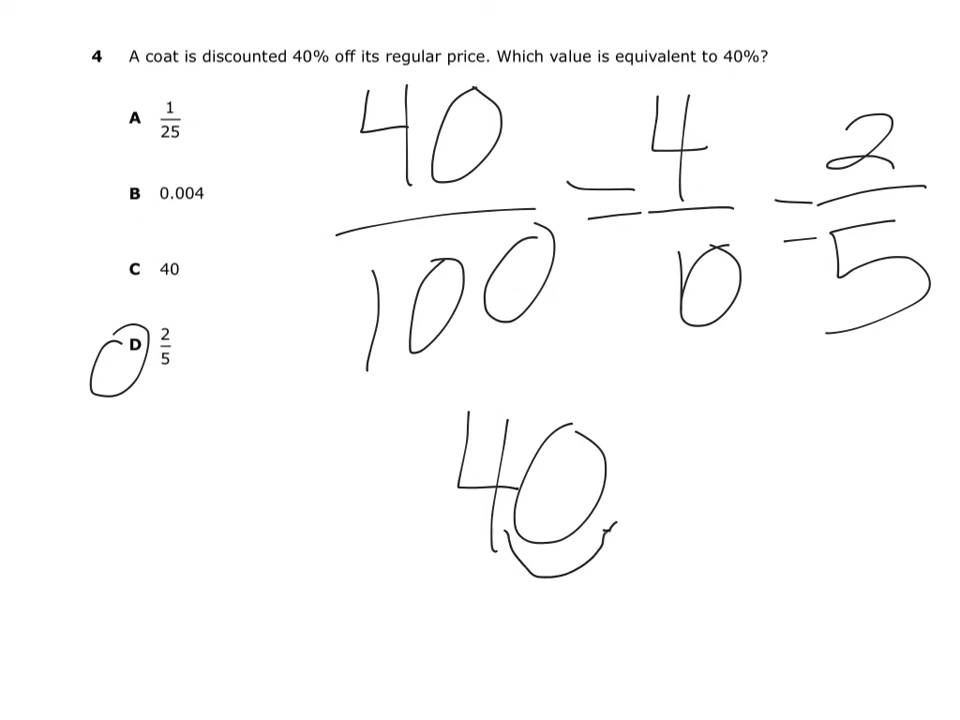 4 A coat is discounted 40% off its regular price. Which value is equivalent to 40%?
A 1/25
B 0.004
C 40
D 2/5
40/100 = 4/10 = 2/5
40